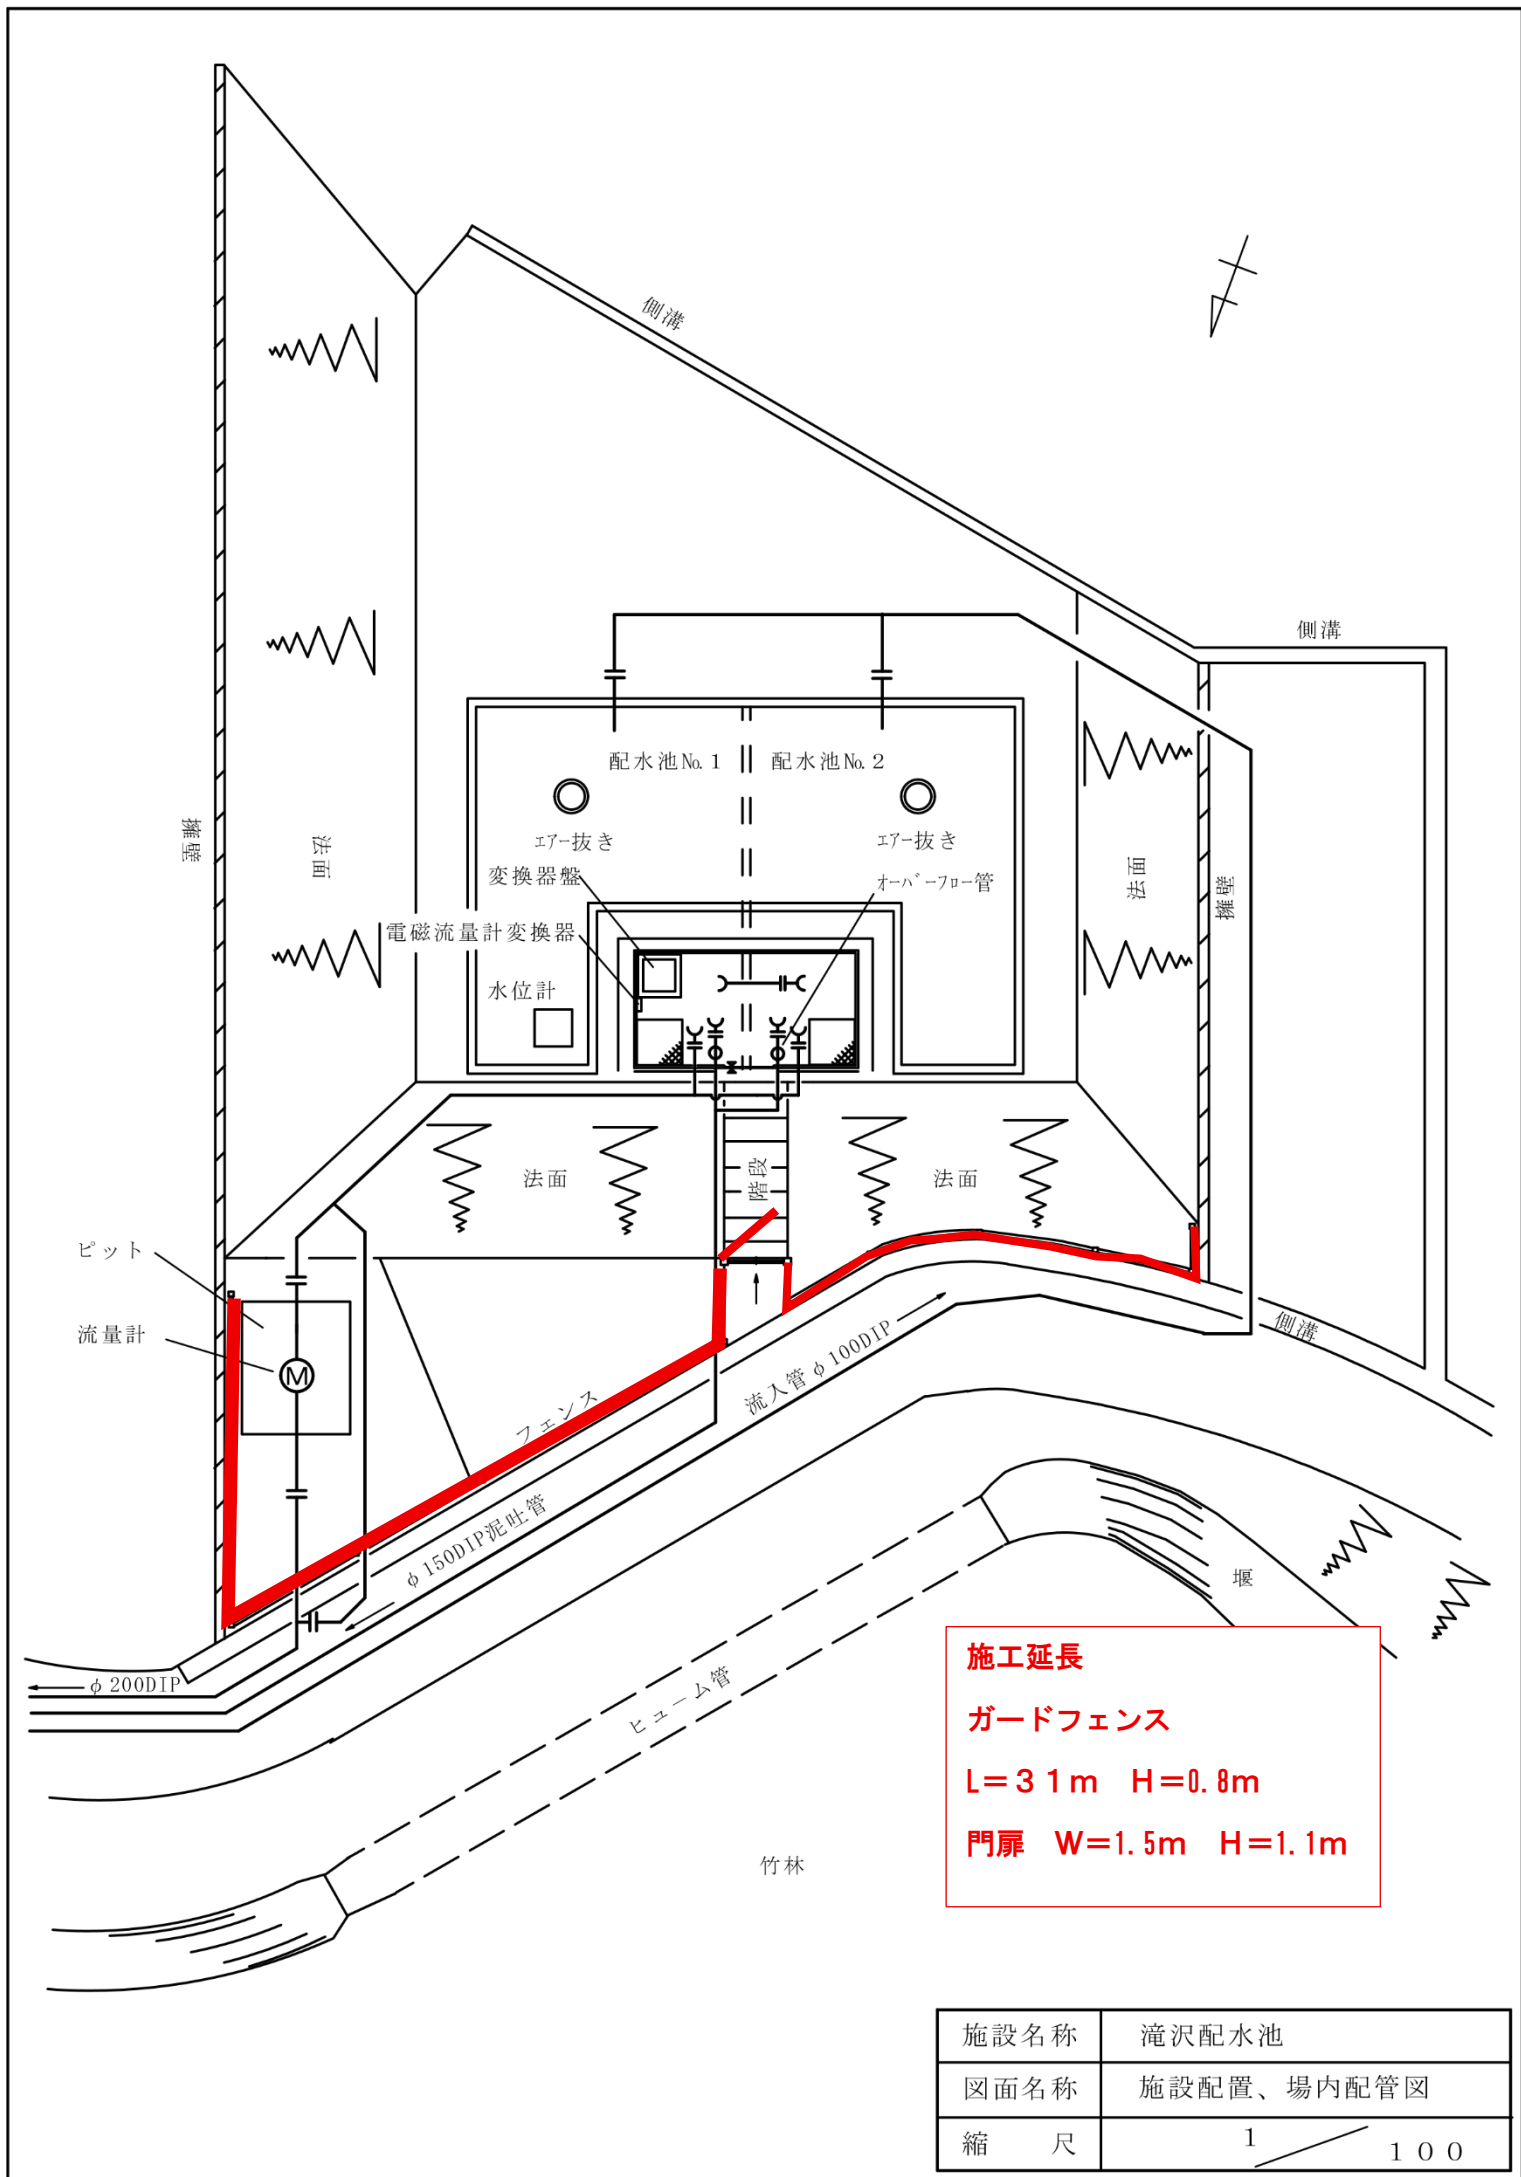 側溝
側溝
配水池№1
配水池№2
エアー抜き
エアー抜き
擁壁
法面
変換器盤
オーバーフロー管
法面
擁壁
電磁流量計変換器
水位計
法面
階段
法面
ピット
流量計
M
フェンス
流入管φ100DIP
側溝
φ150DIP泥吐管
堰
φ200DIP
ヒューム管
施工延長
ガードフェンス
L=31m H=0.8m
門扉 W=1.5m H=1.1m
竹林
施設名称 滝沢配水池
図面名称 施設配置、場内配管図
縮尺 1/100